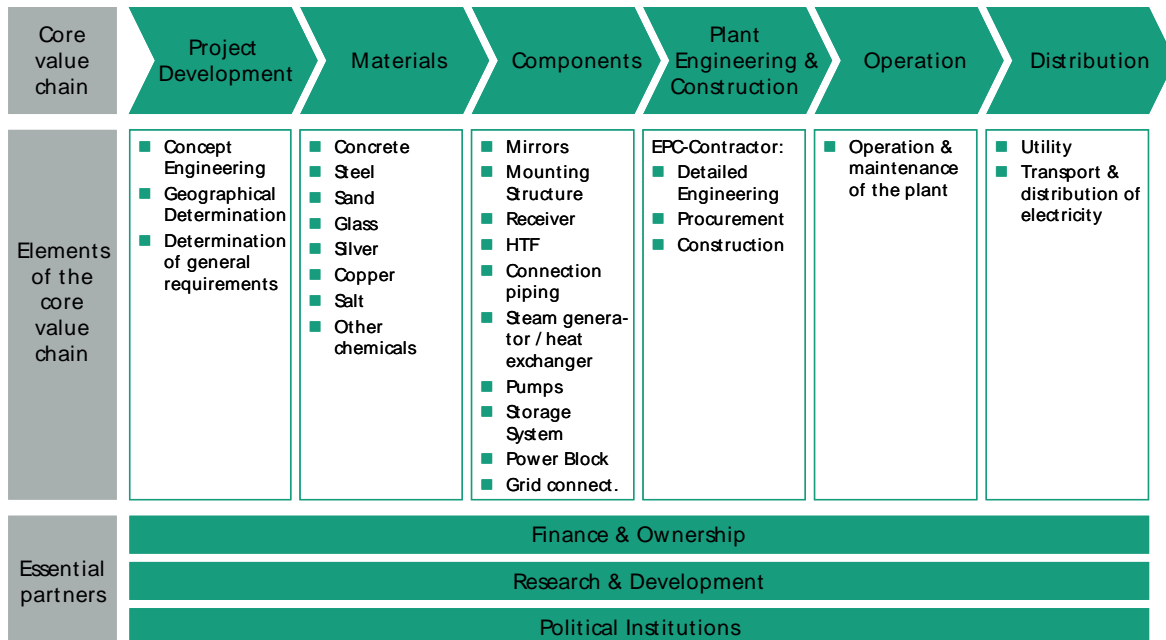 Core
value
chain
Project
Development
Materials
Components
Plant
Engineering &
Construction
Operation
Distribution
Elements
of the
core
value
chain
Concept
Engineering
Geographical
Determination
Determination
of general
requirements
Concrete
Steel
Sand
Glass
Silver
Copper
Salt
Other
chemicals
Mirrors
Mounting
Structure
Receiver
HTF
Connection
piping
Steam genera-
tor / heat
exchanger
Pumps
Storage
System
Power Block
Grid connect.
EPC-Contractor:
Detailed
Engineering
Procurement
Construction
Operation &
maintenance
of the plant
Utility
Transport &
distribution of
electricity
Essential
partners
Finance & Ownership
Research & Development
Political Institutions